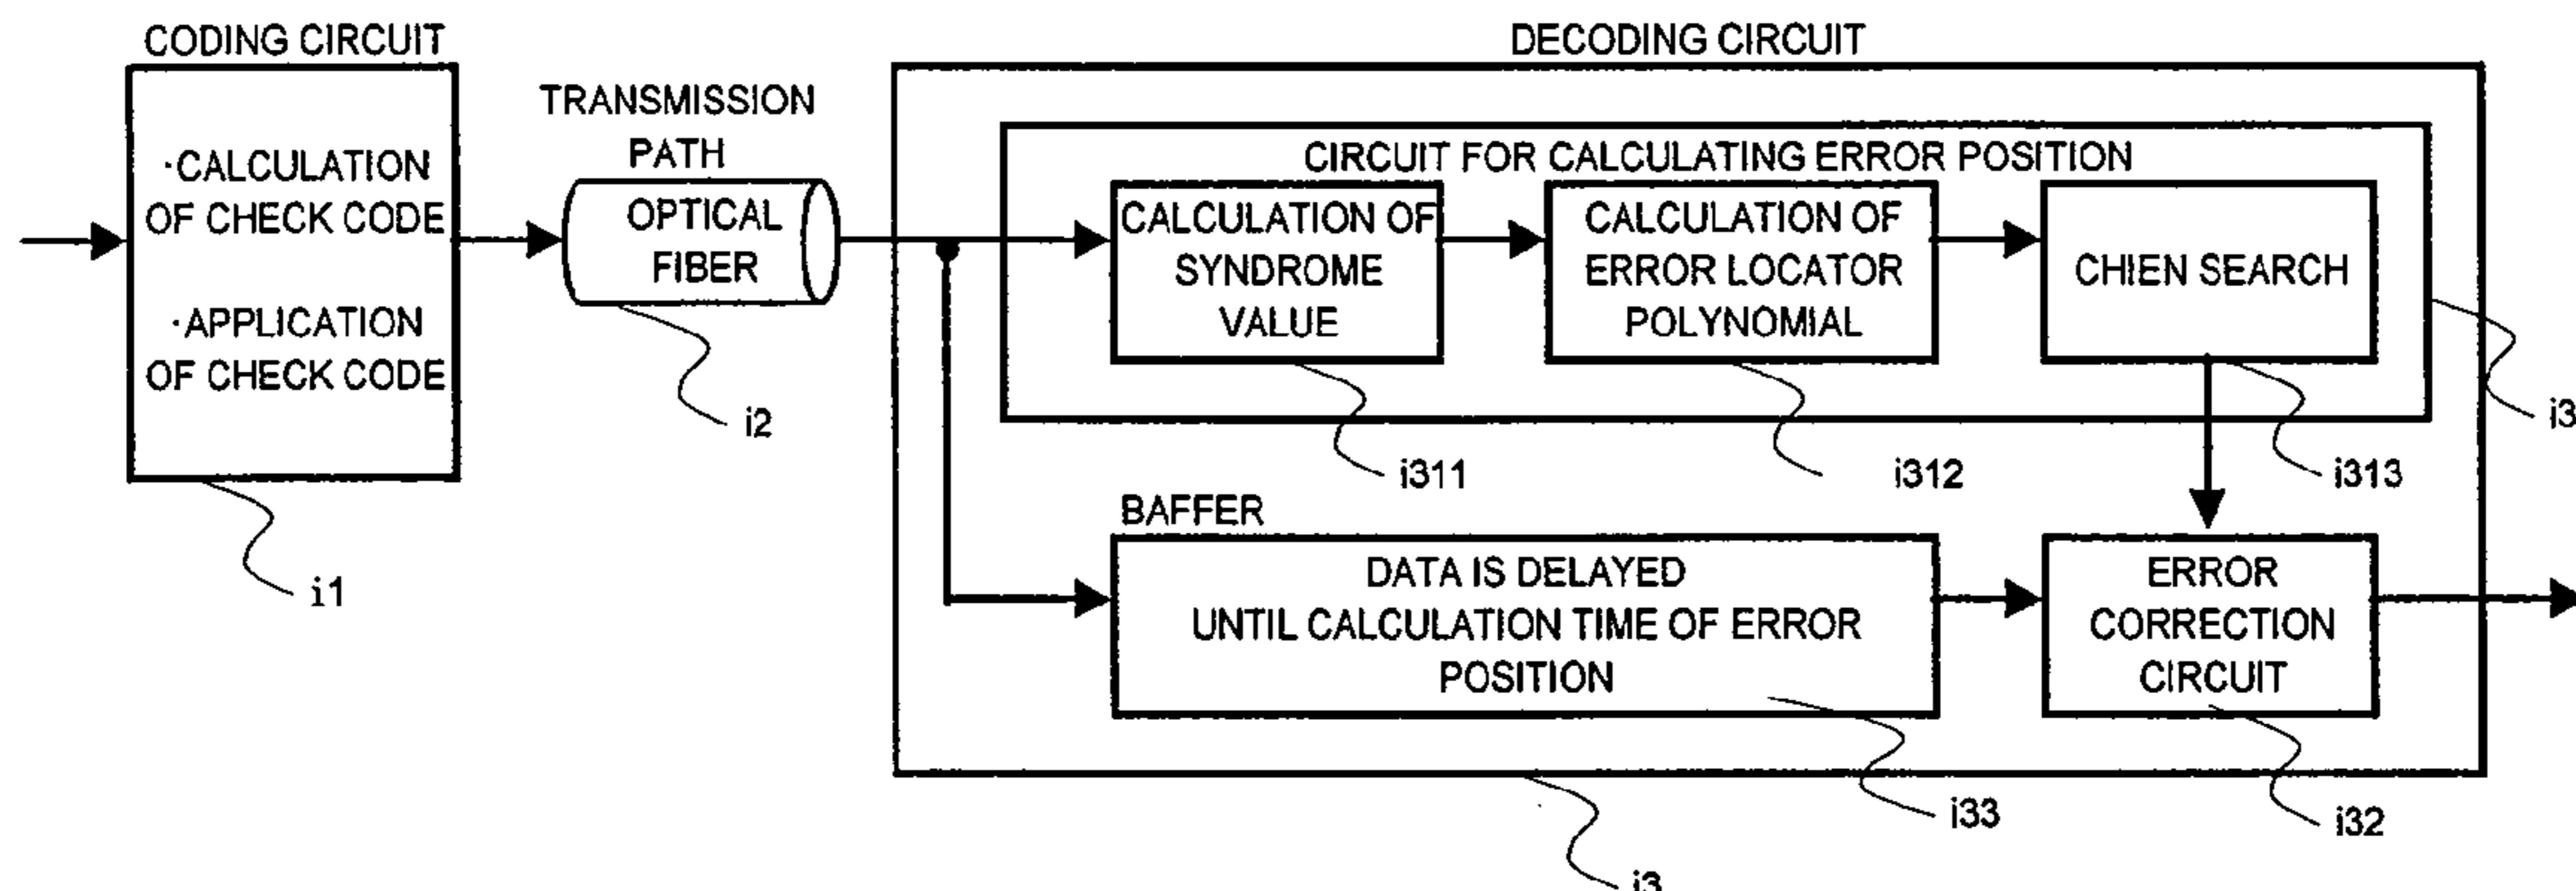 CODING CIRCUIT
·CALCULATION
OF CHECK CODE
·APPLICATION
OF CHECK CODE
i1
TRANSMISSION
PATH
OPTICAL
FIBER
i2
DECODING CIRCUIT
CIRCUIT FOR CALCULATING ERROR POSITION
CALCULATION OF
SYNDROME
VALUE
i311
CALCULATION OF
ERROR LOCATOR
POLYNOMIAL
i312
CHIEN SEARCH
i313
i3
BAFFER
DATA IS DELAYED
UNTIL CALCULATION TIME OF ERROR
POSITION
i33
ERROR
CORRECTION
CIRCUIT
i32
i3